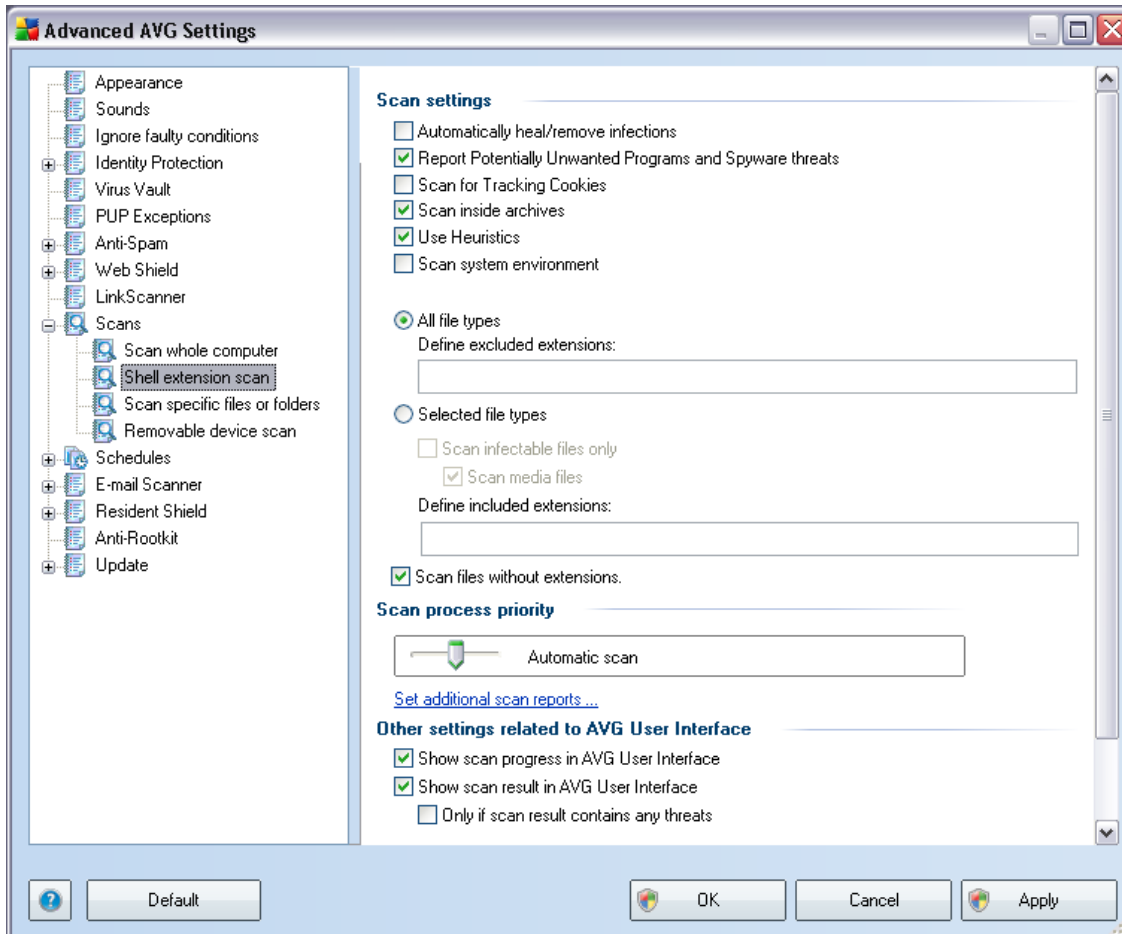 Advanced AVG Settings
Appearance
Sounds
Ignore faulty conditions
Identity Protection
Virus Vault
PUP Exceptions
Anti-Spam
Web Shield
LinkScanner
Scans
Scan whole computer
Shell extension scan
Scan specific files or folders
Removable device scan
Schedules
E-mail Scanner
Resident Shield
Anti-Rootkit
Update
Scan settings
Automatically heal/remove infections
Report Potentially Unwanted Programs and Spyware threats
Scan for Tracking Cookies
Scan inside archives
Use Heuristics
Scan system environment
All file types
Define excluded extensions:
Selected file types
Scan infectable files only
Scan media files
Define included extensions:
Scan files without extensions.
Scan process priority
Automatic scan
Set additional scan reports ...
Other settings related to AVG User Interface
Show scan progress in AVG User Interface
Show scan result in AVG User Interface
Only if scan result contains any threats
Default
OK
Cancel
Apply